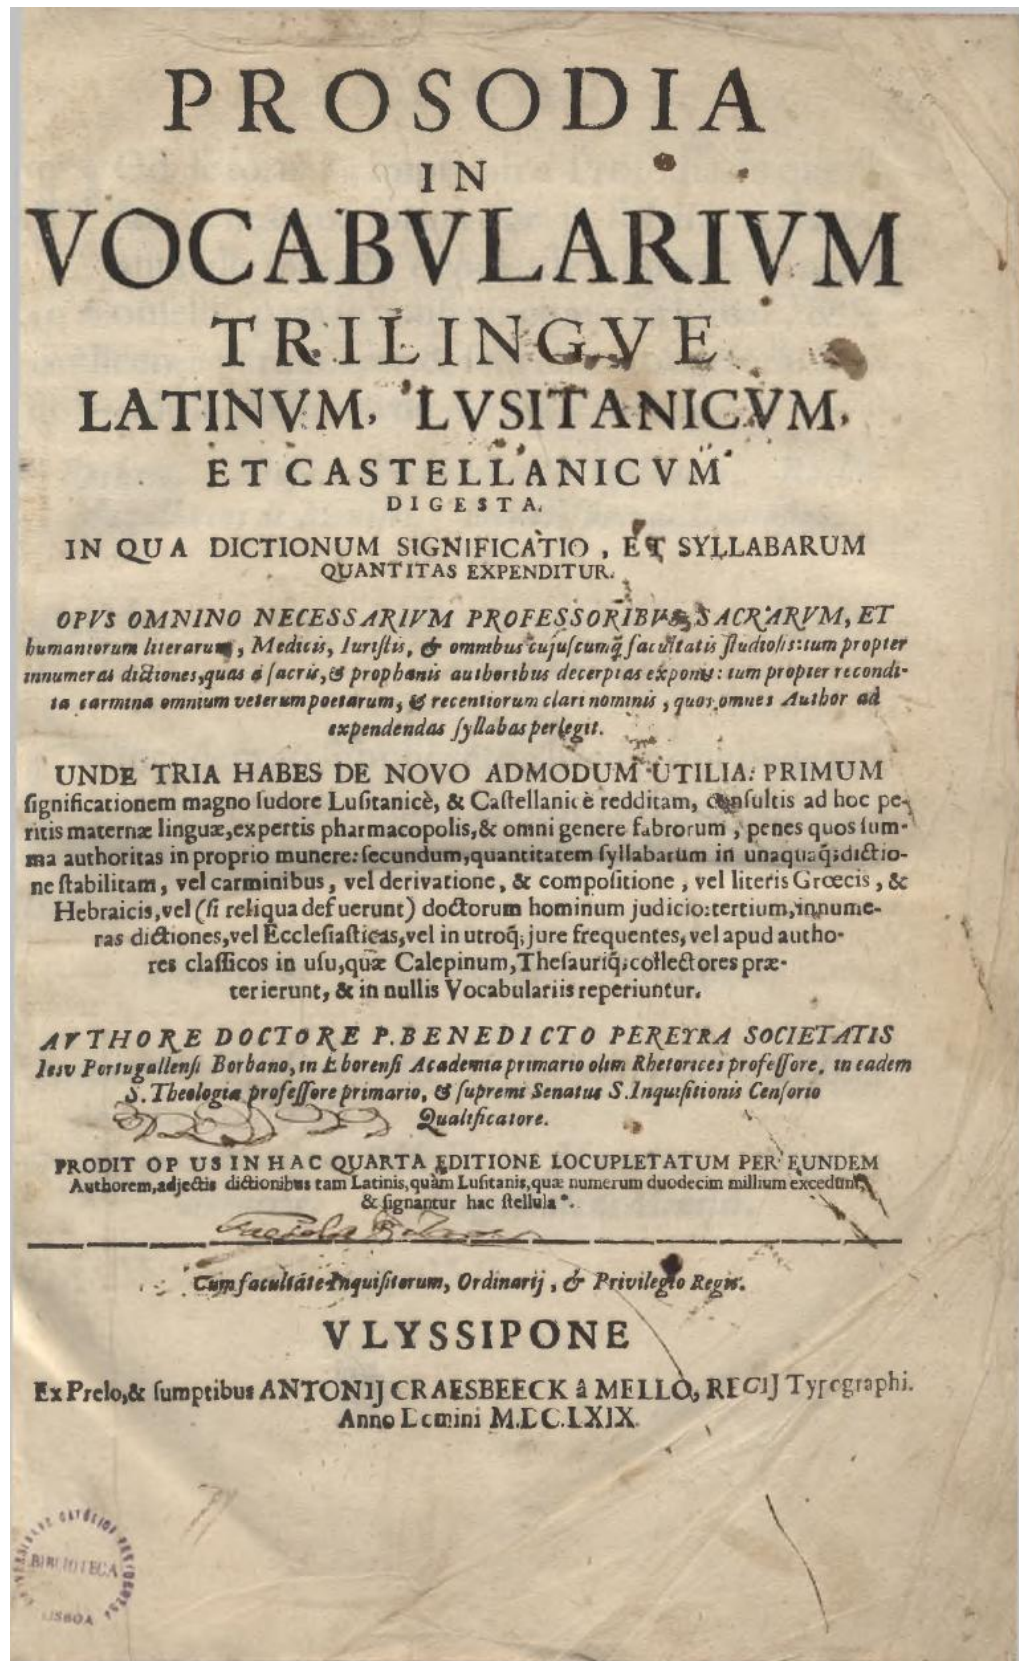 PROSODIA
IN
VOCABVLARIVM
TRILINGVE
LATINVM, LVSITANICVM,
ET CASTELLANICVM
DIGESTA.
IN QUA DICTIONUM SIGNIFICATIO, ET SYLLABARUM
QUANTITAS EXPENDITUR.
OPVS OMNINO NECESSARIVM PROFESSORIBVS SACRARVM, ET
humaniorum literarum, Medicis, Iuriſtis, & omnibus cujuſcumq́ facultatis ſtudioſis: tum propter
innumeras dictiones, quas à ſacris, & prophanis authoribus decerptas exponit: tum propter recondi-
ta carmina omnium veterum poetarum, & recentiorum clari nominis, quos omnes Author ad
expendendas ſyllabas perlegit.
UNDE TRIA HABES DE NOVO ADMODUM UTILIA: PRIMUM
ſignificationem magno ſudore Luſitanicè, & Caſtellanicè redditam, conſultis ad hoc pe-
ritis maternæ linguæ, expertis pharmacopolis, & omni genere fabrorum, penes quos ſum-
ma authoritas in proprio munere: ſecundum, quantitatem ſyllabarum in unaquaq́; dictio-
ne ſtabilitam, vel carminibus, vel derivatione, & compoſitione, vel literis Grœcis, &
Hebraicis, vel (ſi reliqua defuerunt) doctorum hominum judicio: tertium, innume-
ras dictiones, vel Eccleſiaſticas, vel in utroq́; jure frequentes, vel apud autho-
res claſſicos in uſu, quæ Calepinum, Theſauriq́; collectores præ-
terierunt, & in nullis Vocabulariis reperiuntur.
AVTHORE DOCTORE P. BENEDICTO PEREYRA SOCIETATIS
Iesv Portugallenſi Borbano, in Eborenſi Academia primario olim Rhetorices profeſſore, in eadem
S. Theologiæ profeſſore primario, & ſupremi Senatus S. Inquiſitionis Cenſorio
Qualificatore.
PRODIT OPUS IN HAC QUARTA EDITIONE LOCUPLETATUM PER EUNDEM
Authorem, adjectis dictionibus tam Latinis, quàm Luſitanis, quæ numerum duodecim millium excedunt,
& ſignantur hac ſtellula *.
Cum facultáte Inquiſitorum, Ordinarij, & Privilegio Regis.
VLYSSIPONE
Ex Prelo, & ſumptibus ANTONIJ CRAESBEECK â MELLO, REGIJ Typographi.
Anno Domini M.DC.LXIX.
BIBLIOTECA
LISBOA